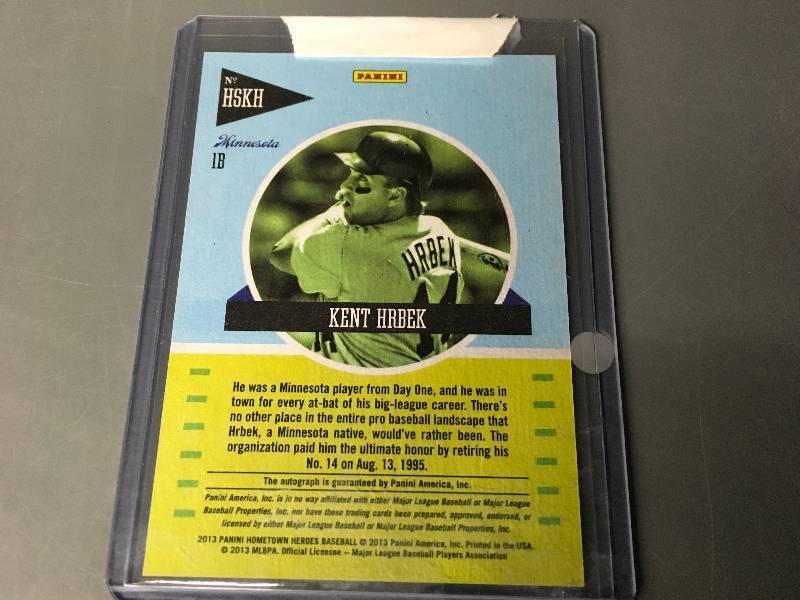 PANINI
Nº
HSKH
Minnesota
1B
HRBEK
KENT HRBEK
He was a Minnesota player from Day One, and he was in
town for every at-bat of his big-league career. There's
no other place in the entire pro baseball landscape that
Hrbek, a Minnesota native, would've rather been. The
organization paid him the ultimate honor by retiring his
No. 14 on Aug. 13, 1995.
The autograph is guaranteed by Panini America, Inc.
Panini America, Inc. is in no way affiliated with either Major League Baseball or Major League
Baseball Properties, Inc. nor have these trading cards been prepared, approved, endorsed, or
licensed by either Major League Baseball or Major League Baseball Properties, Inc.
2013 PANINI HOMETOWN HEROES BASEBALL © 2013 Panini America, Inc. Printed in the USA.
© 2013 MLBPA. Official Licensee – Major League Baseball Players Association